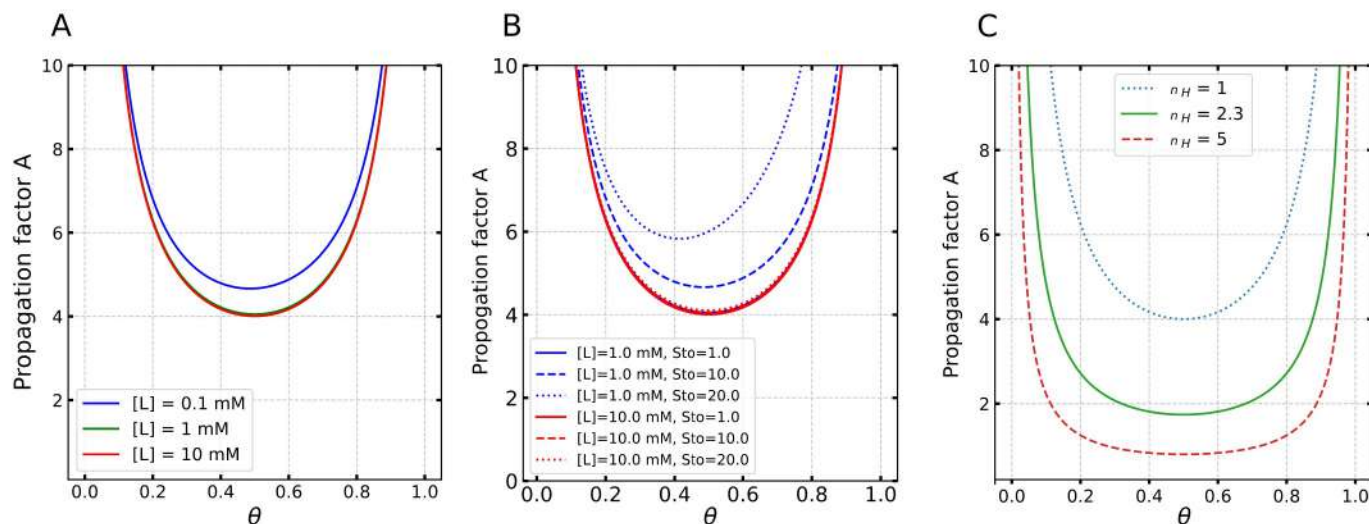 A
Propagation factor A
10
8
6
4
2
0.0 0.2 0.4 0.6 0.8 1.0
θ
[L] = 0.1 mM
[L] = 1 mM
[L] = 10 mM
B
Propogation factor A
10
8
6
4
2
0
0.0 0.2 0.4 0.6 0.8 1.0
θ
[L]=1.0 mM, Sto=1.0
[L]=1.0 mM, Sto=10.0
[L]=1.0 mM, Sto=20.0
[L]=10.0 mM, Sto=1.0
[L]=10.0 mM, Sto=10.0
[L]=10.0 mM, Sto=20.0
C
Propagation factor A
10
8
6
4
2
0.0 0.2 0.4 0.6 0.8 1.0
θ
n H = 1
n H = 2.3
n H = 5